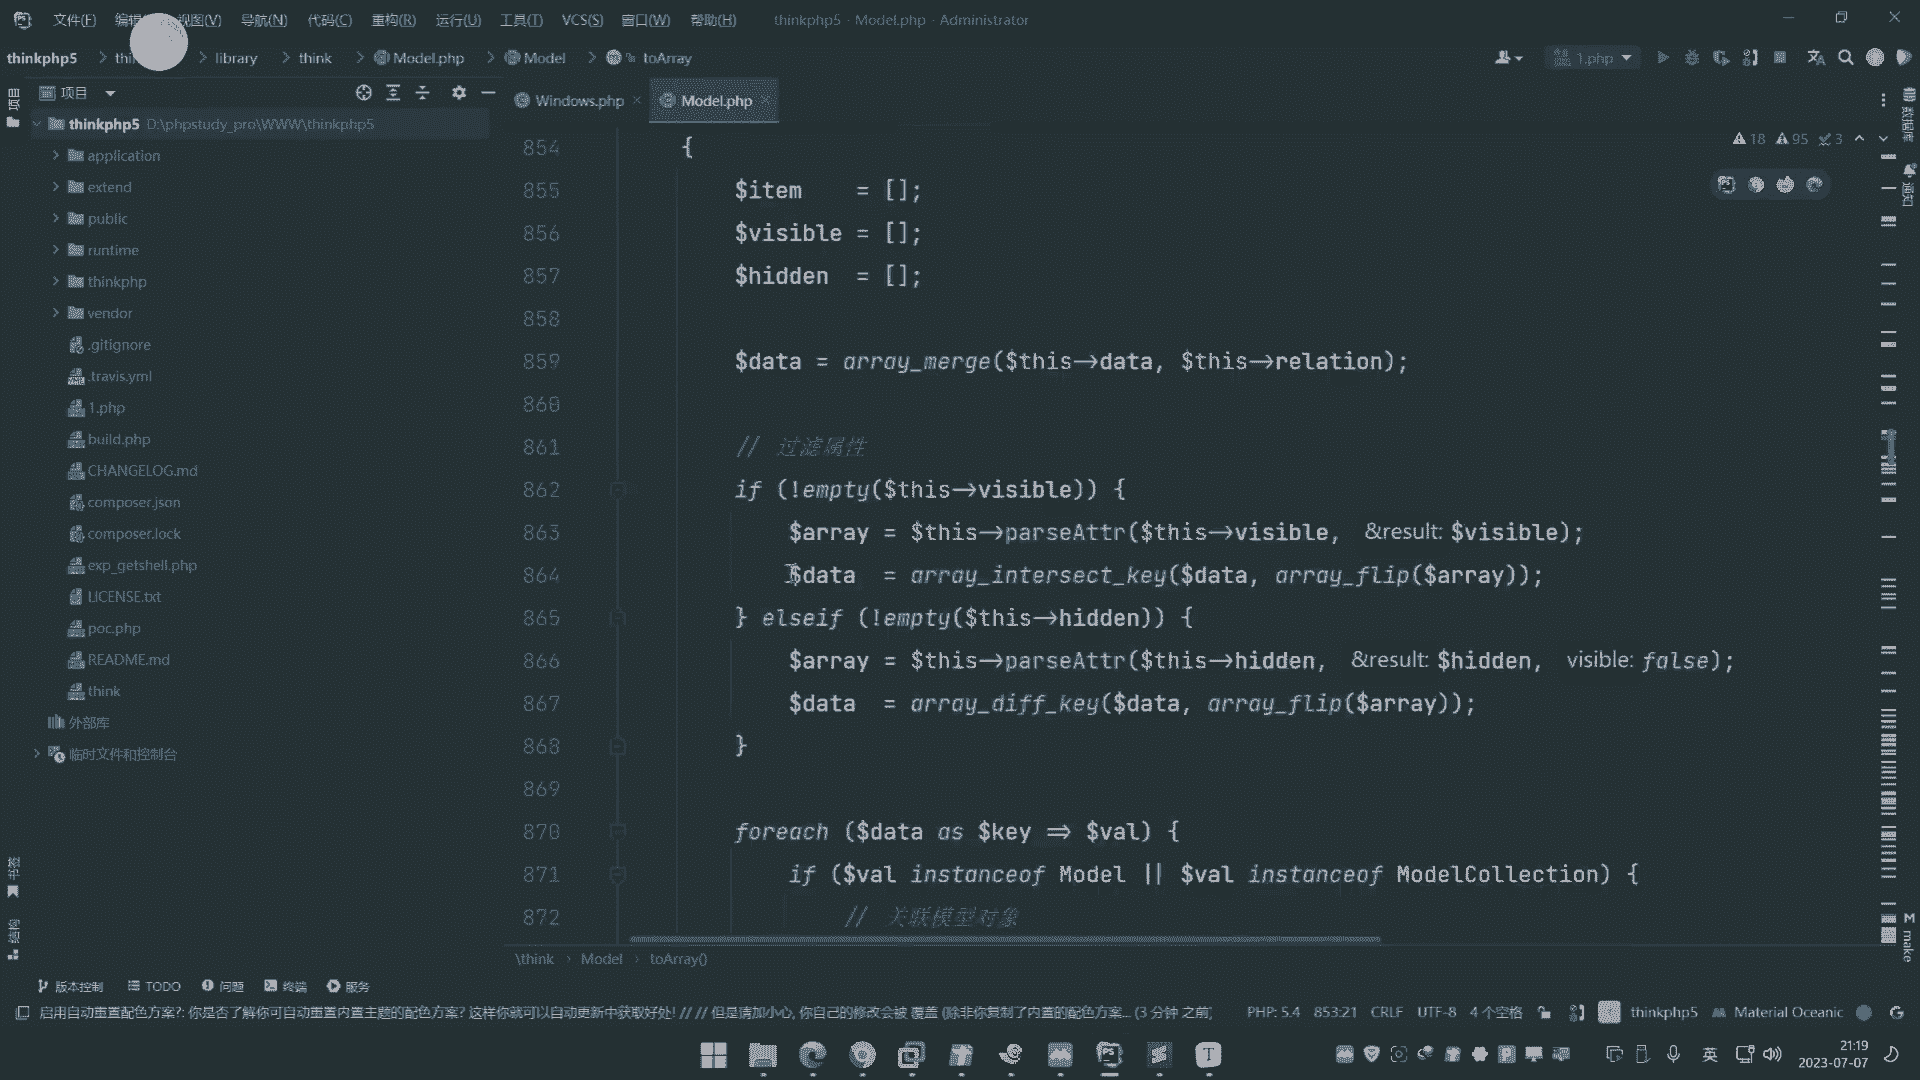 文件(F) 视图(V) 导航(N) 代码(C) 重构(R) 运行(U) 工具(T) VCS(S) 窗口(W) 帮助(H) thinkphp5 - Model.php - Administrator
thinkphp5 library think Model.php Model toArray 1.php
项目 Windows.php Model.php
thinkphp5 D:\phpstudy_pro\WWW\thinkphp5
application
extend
public
runtime
thinkphp
vendor
.gitignore
.travis.yml
1.php
build.php
CHANGELOG.md
composer.json
composer.lock
exp_getshell.php
LICENSE.txt
poc.php
README.md
think
外部库
临时文件和控制台
18 95 3
854 {
855 $item = [];
856 $visible = [];
857 $hidden = [];
858
859 $data = array_merge($this->data, $this->relation);
860
861 // 过滤属性
862 if (!empty($this->visible)) {
863 $array = $this->parseAttr($this->visible, &result: $visible);
864 $data = array_intersect_key($data, array_flip($array));
865 } elseif (!empty($this->hidden)) {
866 $array = $this->parseAttr($this->hidden, &result: $hidden, visible: false);
867 $data = array_diff_key($data, array_flip($array));
868 }
869
870 foreach ($data as $key => $val) {
871 if ($val instanceof Model || $val instanceof ModelCollection) {
872 // 关联模型对象
\think › Model › toArray()
项目
书签
结构
数据库
通知
make
版本控制 TODO 问题 终端 服务
启用自动重置配色方案?: 你是否了解你可自动重置内置主题的配色方案? 这样你就可以自动更新中获取好处! // // 但是请加小心, 你自己的修改会被 覆盖 (除非你复制了内置的配色方案... (3 分钟 之前) PHP: 5.4 853:21 CRLF UTF-8 4 个空格 thinkphp5 Material Oceanic
英 21:19
2023-07-07